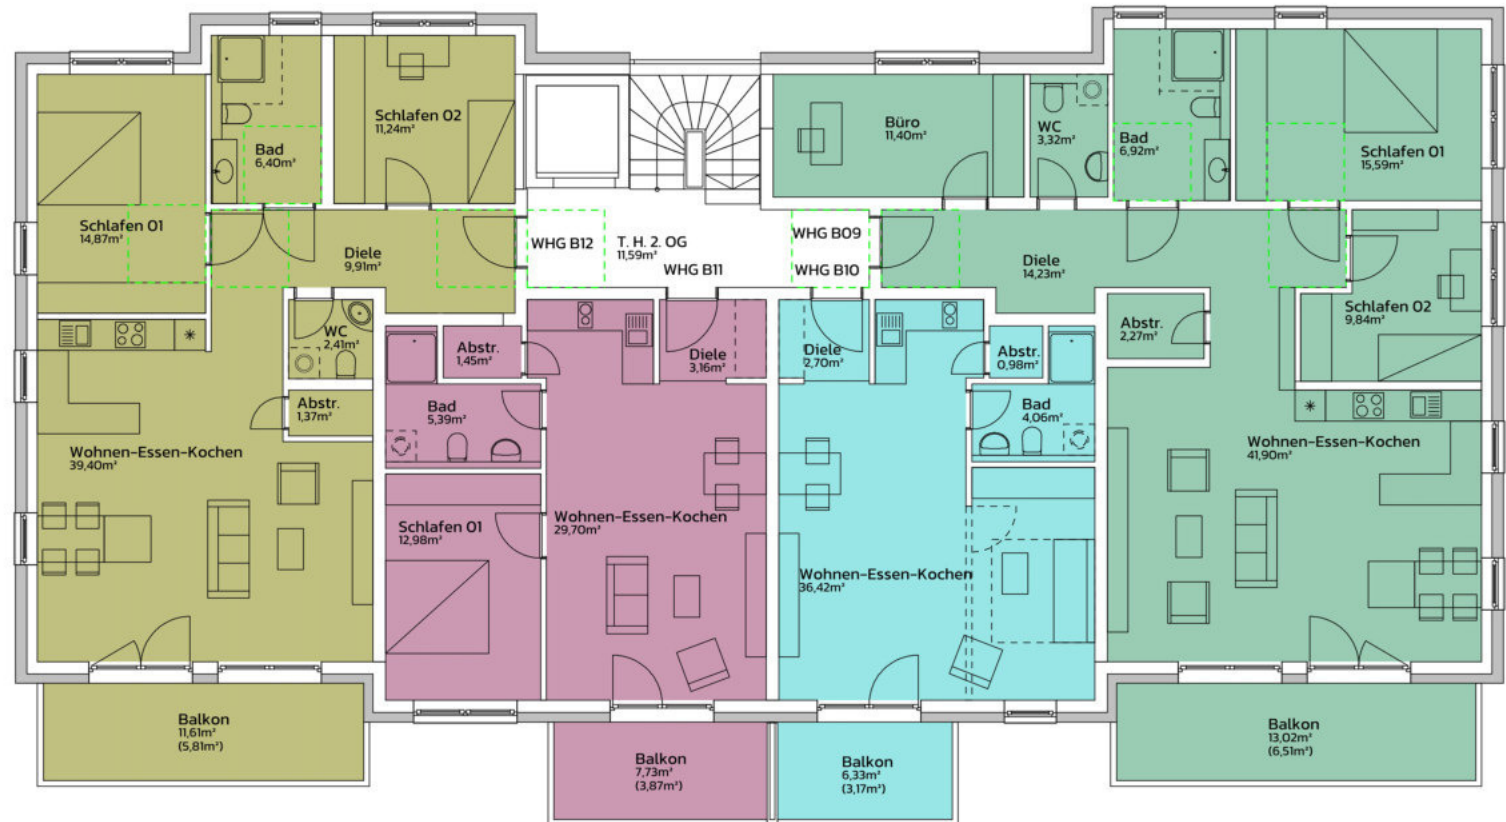 Schlafen 01
14,87m²
Bad
6,40m²
Schlafen 02
11,24m²
Diele
9,91m²
WC
2,41m²
Abstr.
1,37m²
Wohnen-Essen-Kochen
39,40m²
Balkon
11,61m²
(5,81m²)
WHG B12
T. H. 2. OG
11,59m²
WHG B11
WHG B09
WHG B10
Abstr.
1,45m²
Diele
3,16m²
Bad
5,39m²
Schlafen 01
12,98m²
Wohnen-Essen-Kochen
29,70m²
Balkon
7,73m²
(3,87m²)
Diele
2,70m²
Abstr.
0,98m²
Bad
4,06m²
Wohnen-Essen-Kochen
36,42m²
Balkon
6,33m²
(3,17m²)
Büro
11,40m²
WC
3,32m²
Bad
6,92m²
Schlafen 01
15,59m²
Diele
14,23m²
Abstr.
2,27m²
Schlafen 02
9,84m²
Wohnen-Essen-Kochen
41,90m²
Balkon
13,02m²
(6,51m²)